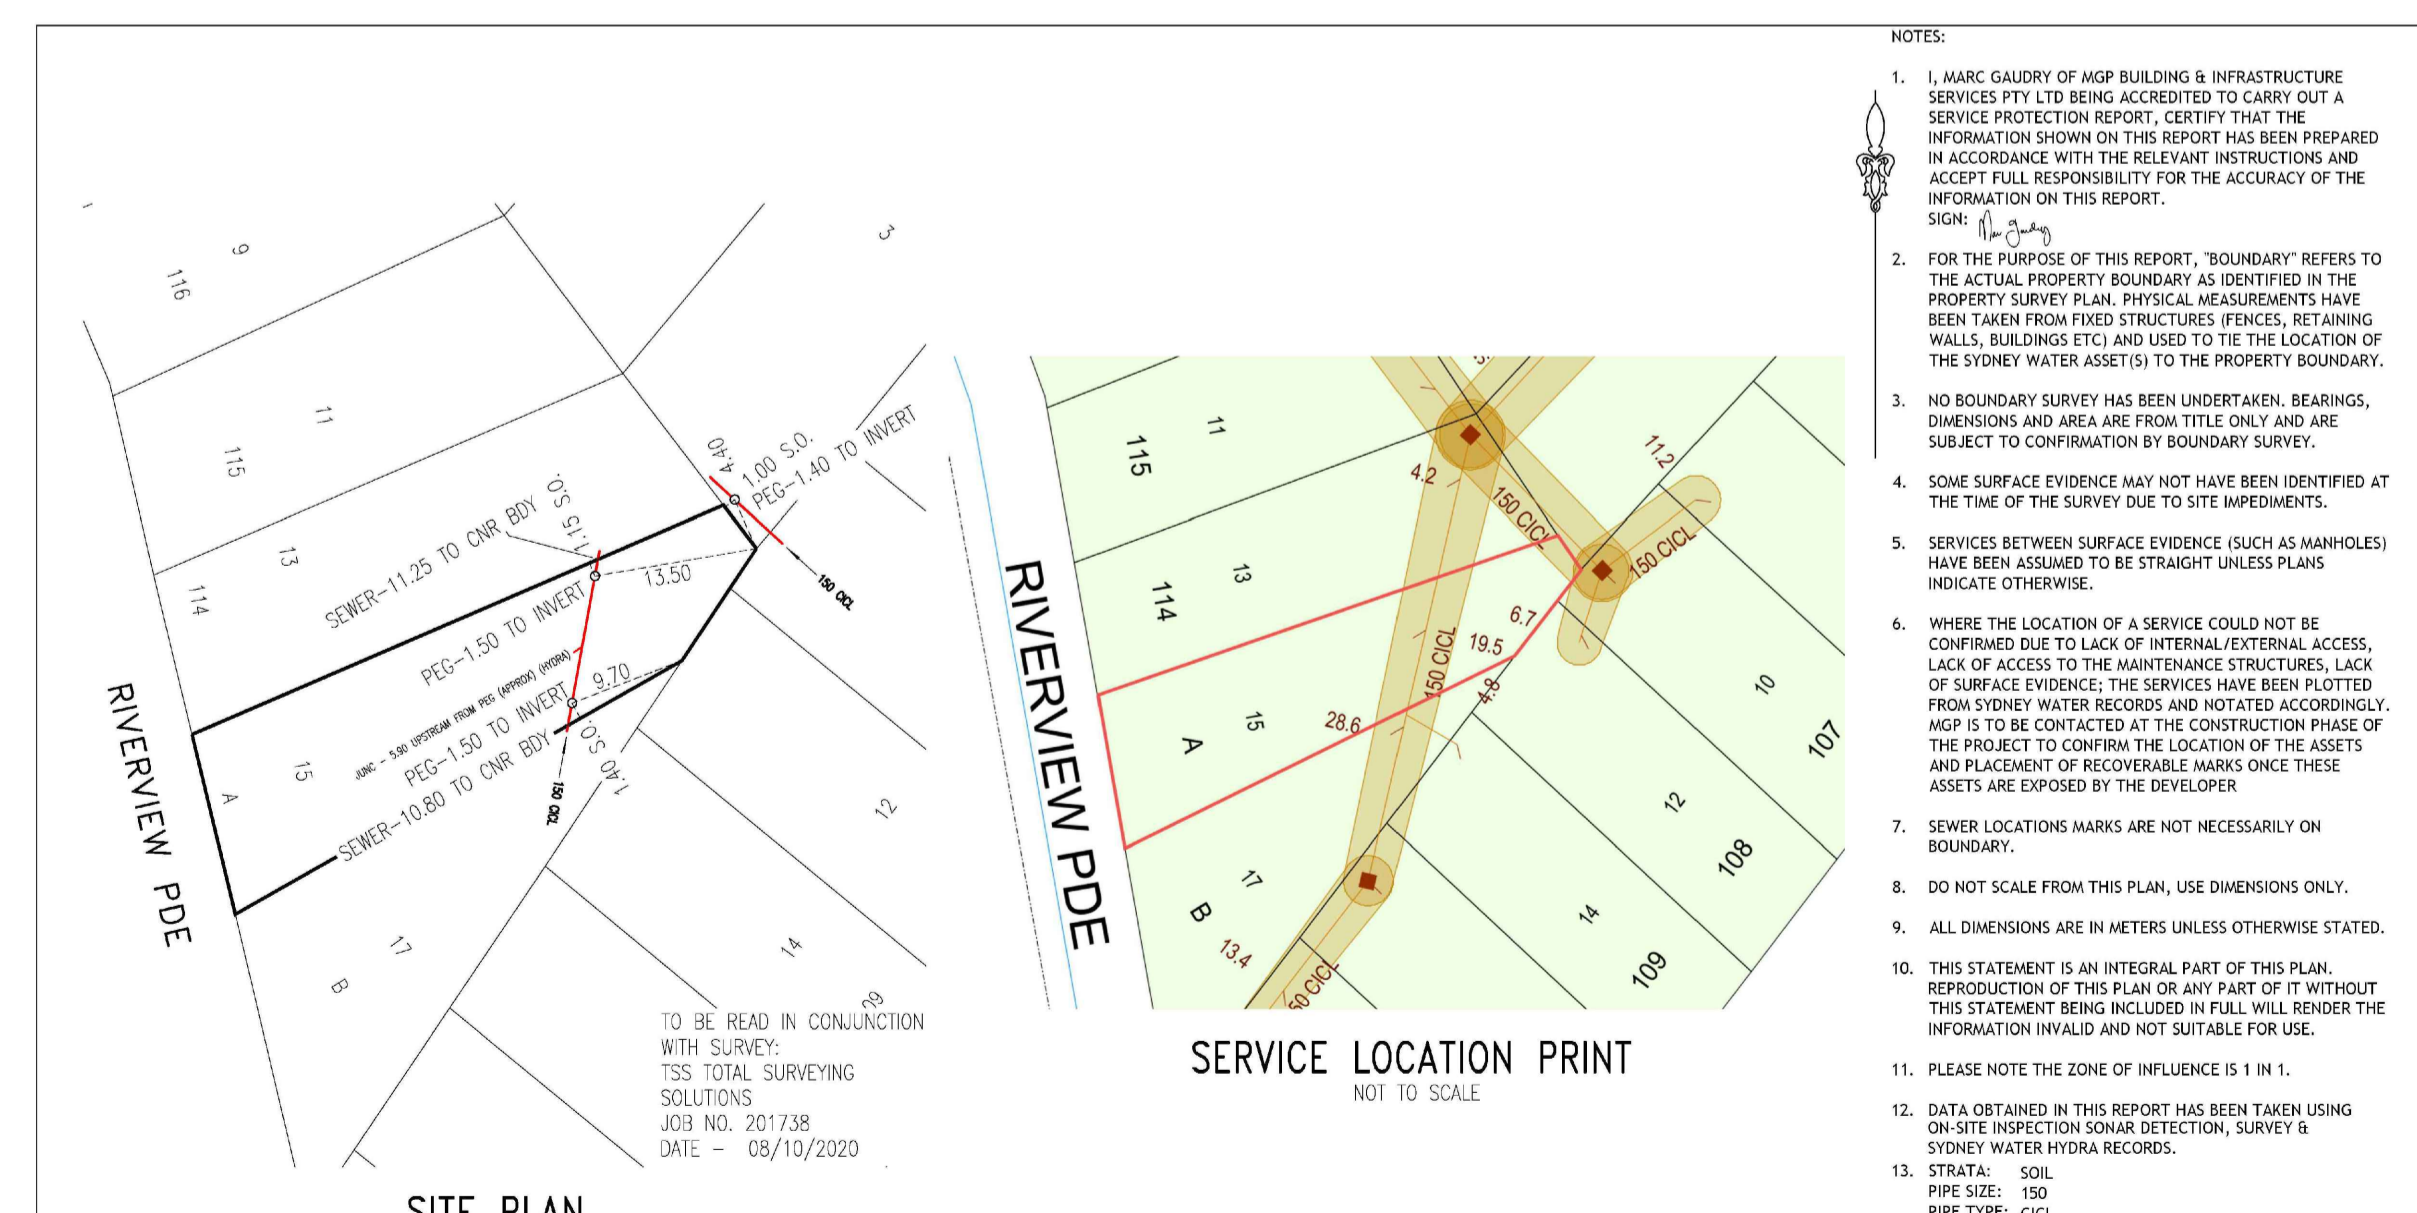 9
116
3
11
115
13
114
4.40
1.00 S.O.
PEG-1.40 TO INVERT
SEWER-11.25 TO CNR BDY
1.15 S.O.
13.50
150 CICL
PEG-1.50 TO INVERT
JUNC - 5.90 UPSTREAM FROM PEG (APPROX) (HYDRA)
9.70
PEG-1.50 TO INVERT
SEWER-10.80 TO CNR BDY
1.40 S.O.
150 CICL
15
A
RIVERVIEW PDE
12
17
B
14
TO BE READ IN CONJUNCTION
WITH SURVEY:
TSS TOTAL SURVEYING
SOLUTIONS
JOB NO. 201738
DATE - 08/10/2020
SITE PLAN
11
115
4.2
11.2
150 CICL
150 CICL
13
114
6.7
19.5
150 CICL
4.8
28.6
15
A
RIVERVIEW PDE
10
107
12
108
17
B
13.4
14
109
SERVICE LOCATION PRINT
NOT TO SCALE
NOTES:
1. I, MARC GAUDRY OF MGP BUILDING & INFRASTRUCTURE
SERVICES PTY LTD BEING ACCREDITED TO CARRY OUT A
SERVICE PROTECTION REPORT, CERTIFY THAT THE
INFORMATION SHOWN ON THIS REPORT HAS BEEN PREPARED
IN ACCORDANCE WITH THE RELEVANT INSTRUCTIONS AND
ACCEPT FULL RESPONSIBILITY FOR THE ACCURACY OF THE
INFORMATION ON THIS REPORT.
SIGN:
2. FOR THE PURPOSE OF THIS REPORT, "BOUNDARY" REFERS TO
THE ACTUAL PROPERTY BOUNDARY AS IDENTIFIED IN THE
PROPERTY SURVEY PLAN. PHYSICAL MEASUREMENTS HAVE
BEEN TAKEN FROM FIXED STRUCTURES (FENCES, RETAINING
WALLS, BUILDINGS ETC) AND USED TO TIE THE LOCATION OF
THE SYDNEY WATER ASSET(S) TO THE PROPERTY BOUNDARY.
3. NO BOUNDARY SURVEY HAS BEEN UNDERTAKEN. BEARINGS,
DIMENSIONS AND AREA ARE FROM TITLE ONLY AND ARE
SUBJECT TO CONFIRMATION BY BOUNDARY SURVEY.
4. SOME SURFACE EVIDENCE MAY NOT HAVE BEEN IDENTIFIED AT
THE TIME OF THE SURVEY DUE TO SITE IMPEDIMENTS.
5. SERVICES BETWEEN SURFACE EVIDENCE (SUCH AS MANHOLES)
HAVE BEEN ASSUMED TO BE STRAIGHT UNLESS PLANS
INDICATE OTHERWISE.
6. WHERE THE LOCATION OF A SERVICE COULD NOT BE
CONFIRMED DUE TO LACK OF INTERNAL/EXTERNAL ACCESS,
LACK OF ACCESS TO THE MAINTENANCE STRUCTURES, LACK
OF SURFACE EVIDENCE; THE SERVICES HAVE BEEN PLOTTED
FROM SYDNEY WATER RECORDS AND NOTATED ACCORDINGLY.
MGP IS TO BE CONTACTED AT THE CONSTRUCTION PHASE OF
THE PROJECT TO CONFIRM THE LOCATION OF THE ASSETS
AND PLACEMENT OF RECOVERABLE MARKS ONCE THESE
ASSETS ARE EXPOSED BY THE DEVELOPER
7. SEWER LOCATIONS MARKS ARE NOT NECESSARILY ON
BOUNDARY.
8. DO NOT SCALE FROM THIS PLAN, USE DIMENSIONS ONLY.
9. ALL DIMENSIONS ARE IN METERS UNLESS OTHERWISE STATED.
10. THIS STATEMENT IS AN INTEGRAL PART OF THIS PLAN.
REPRODUCTION OF THIS PLAN OR ANY PART OF IT WITHOUT
THIS STATEMENT BEING INCLUDED IN FULL WILL RENDER THE
INFORMATION INVALID AND NOT SUITABLE FOR USE.
11. PLEASE NOTE THE ZONE OF INFLUENCE IS 1 IN 1.
12. DATA OBTAINED IN THIS REPORT HAS BEEN TAKEN USING
ON-SITE INSPECTION SONAR DETECTION, SURVEY &
SYDNEY WATER HYDRA RECORDS.
13. STRATA: SOIL
PIPE SIZE: 150
PIPE TYPE: CICL